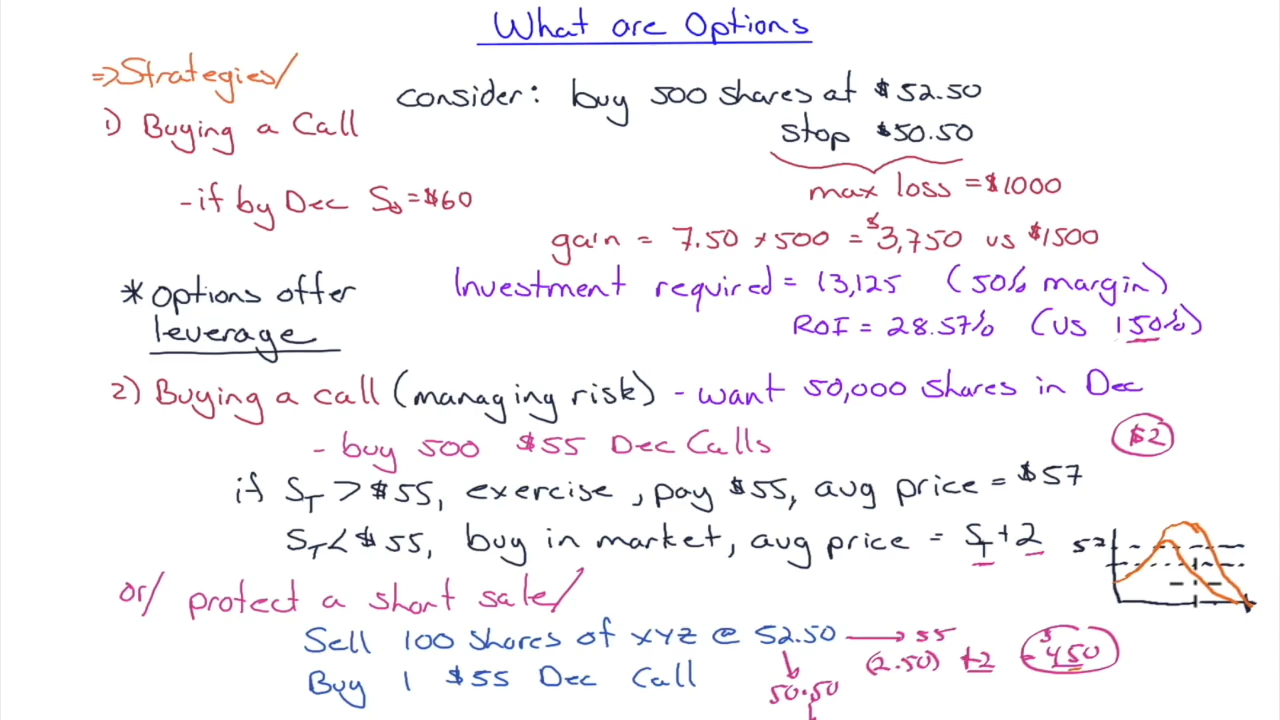 What are Options
⇒Strategies/
consider: buy 500 shares at $52.50
1) Buying a Call
stop $50.50
max loss = $1000
- if by Dec S₀ = $60
gain = 7.50 × 500 = $3,750 vs $1500
* Options offer
leverage
Investment required = 13,125 (50% margin)
ROI = 28.57% (vs 150%)
2) Buying a call (managing risk) - want 50,000 shares in Dec
- buy 500 $55 Dec Calls
$2
if S_T > $55, exercise, pay $55, avg price = $57
S_T < $55, buy in market, avg price = S_T + 2
or/ protect a short sale/
Sell 100 shares of XYZ @ 52.50 → 55
(2.50) + 2 = $450
Buy 1 $55 Dec Call
50.50